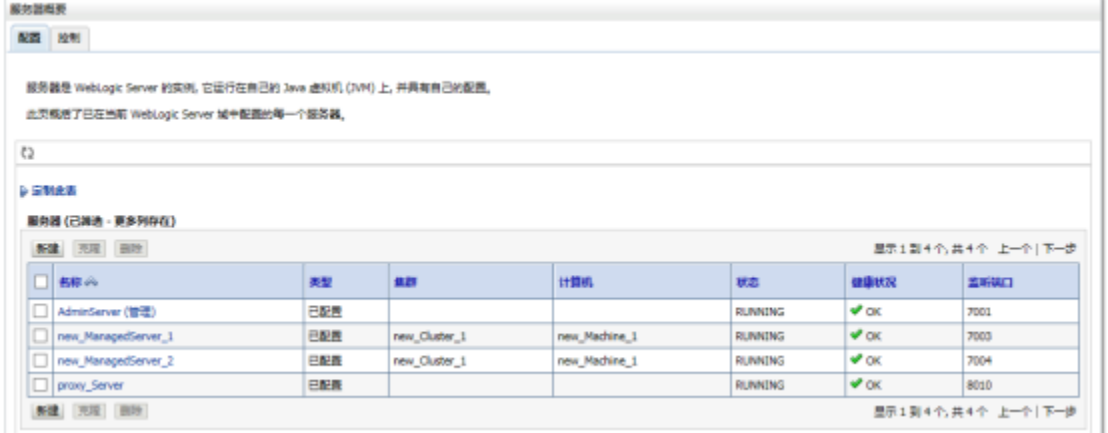 服务器概要
配置 控制
服务器是 WebLogic Server 的实例, 它运行在自己的 Java 虚拟机 (JVM) 上, 并具有自己的配置。
此页概括了已在当前 WebLogic Server 域中配置的每一个服务器。
定制此表
服务器 (已筛选 - 更多列存在)
新建 克隆 删除 显示 1 到 4 个, 共 4 个 上一个 | 下一步
名称 类型 集群 计算机 状态 健康状况 监听端口
AdminServer (管理) 已配置 RUNNING OK 7001
new_ManagedServer_1 已配置 new_Cluster_1 new_Machine_1 RUNNING OK 7003
new_ManagedServer_2 已配置 new_Cluster_1 new_Machine_1 RUNNING OK 7004
proxy_Server 已配置 RUNNING OK 8010
新建 克隆 删除 显示 1 到 4 个, 共 4 个 上一个 | 下一步